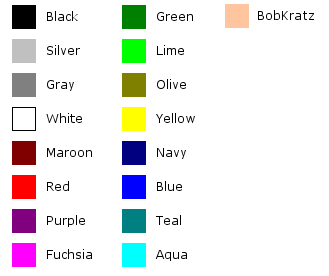 Black
Silver
Gray
White
Maroon
Red
Purple
Fuchsia
Green
Lime
Olive
Yellow
Navy
Blue
Teal
Aqua
BobKratz